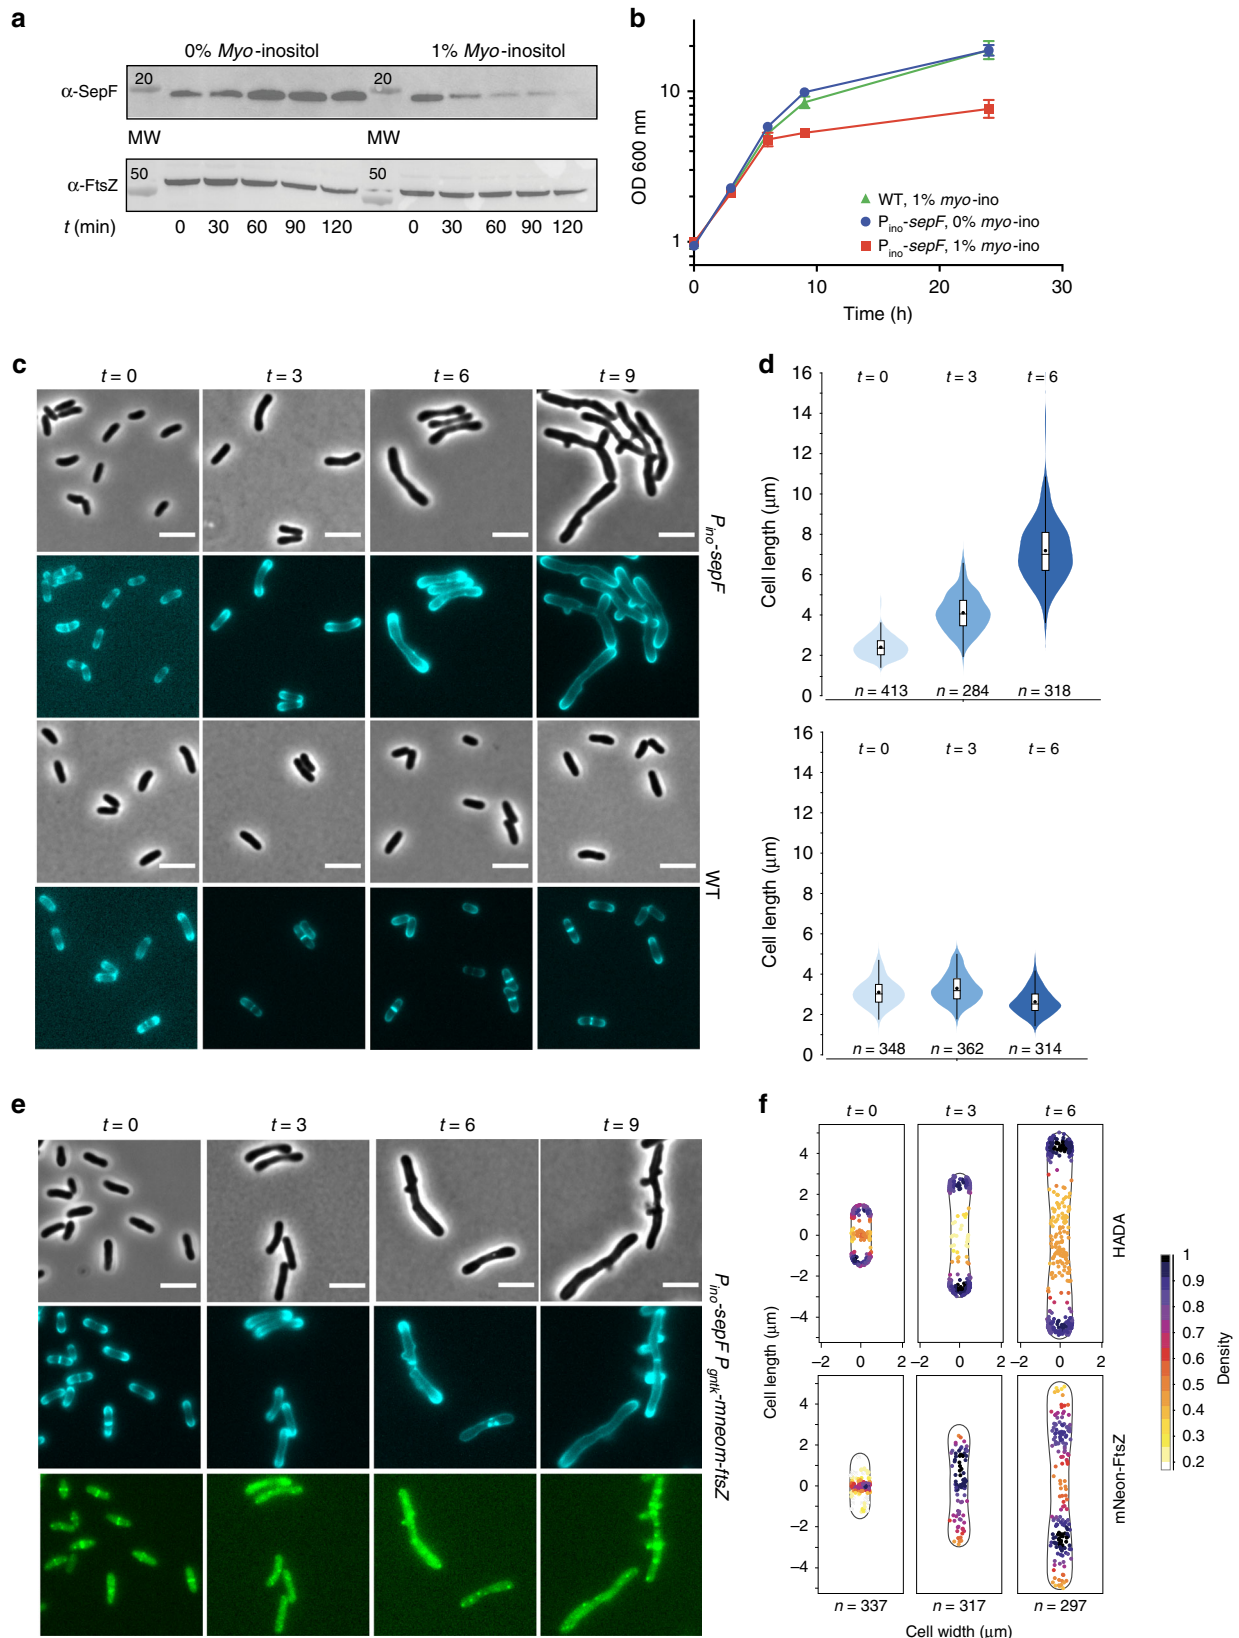 a
0% Myo-inositol
1% Myo-inositol
α-SepF
20
20
MW
MW
α-FtsZ
50
50
t (min)
0 30 60 90 120
0 30 60 90 120
b
OD 600 nm
10
1
WT, 1% myo-ino
Pino-sepF, 0% myo-ino
Pino-sepF, 1% myo-ino
0 10 20 30
Time (h)
c
t = 0 t = 3 t = 6 t = 9
Pino-sepF
WT
d
16
14
12
10
8
6
4
2
0
Cell length (μm)
t = 0 t = 3 t = 6
n = 413 n = 284 n = 318
16
14
12
10
8
6
4
2
0
Cell length (μm)
t = 0 t = 3 t = 6
n = 348 n = 362 n = 314
e
t = 0 t = 3 t = 6 t = 9
Pino-sepF Pgntk-mneom-ftsZ
f
t = 0 t = 3 t = 6
4
2
0
−2
−4
HADA
−2 0 2 −2 0 2 −2 0 2
Cell length (μm)
4
2
0
−2
−4
mNeon-FtsZ
n = 337 n = 317 n = 297
Cell width (μm)
1
0.9
0.8
0.7
0.6
0.5
0.4
0.3
0.2
Density